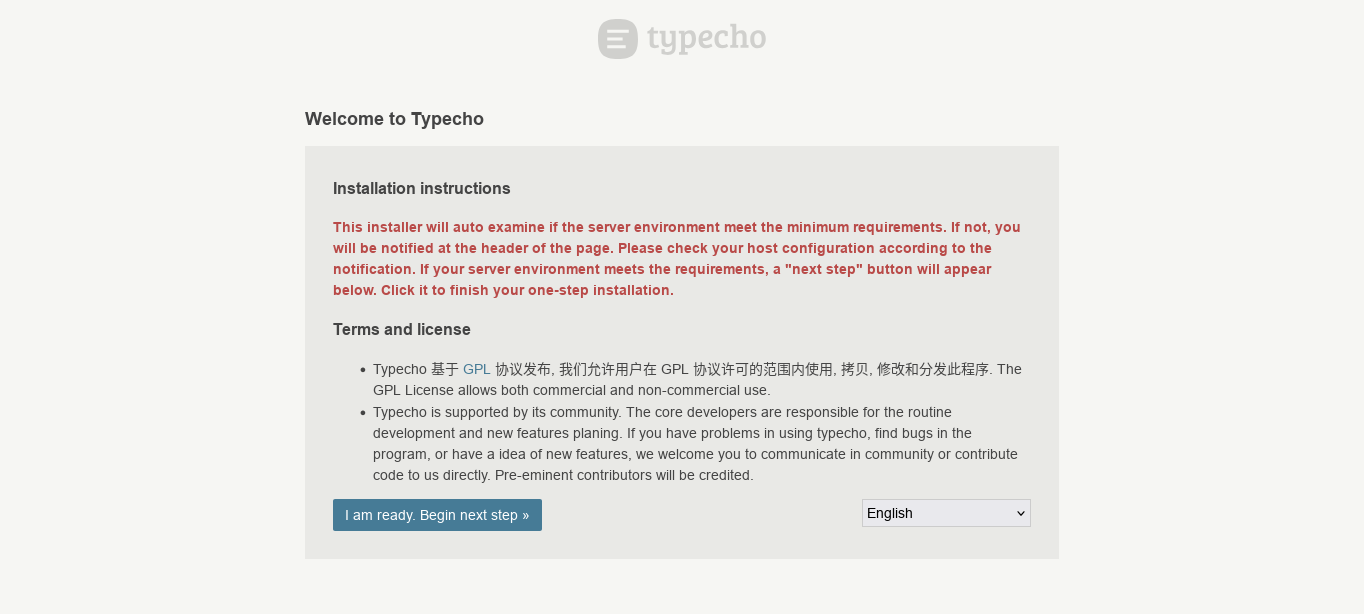 typecho
Welcome to Typecho
Installation instructions
This installer will auto examine if the server environment meet the minimum requirements. If not, you
will be notified at the header of the page. Please check your host configuration according to the
notification. If your server environment meets the requirements, a "next step" button will appear
below. Click it to finish your one-step installation.
Terms and license
• Typecho 基于 GPL 协议发布, 我们允许用户在 GPL 协议许可的范围内使用, 拷贝, 修改和分发此程序. The
GPL License allows both commercial and non-commercial use.
• Typecho is supported by its community. The core developers are responsible for the routine
development and new features planing. If you have problems in using typecho, find bugs in the
program, or have a idea of new features, we welcome you to communicate in community or contribute
code to us directly. Pre-eminent contributors will be credited.
I am ready. Begin next step »
English